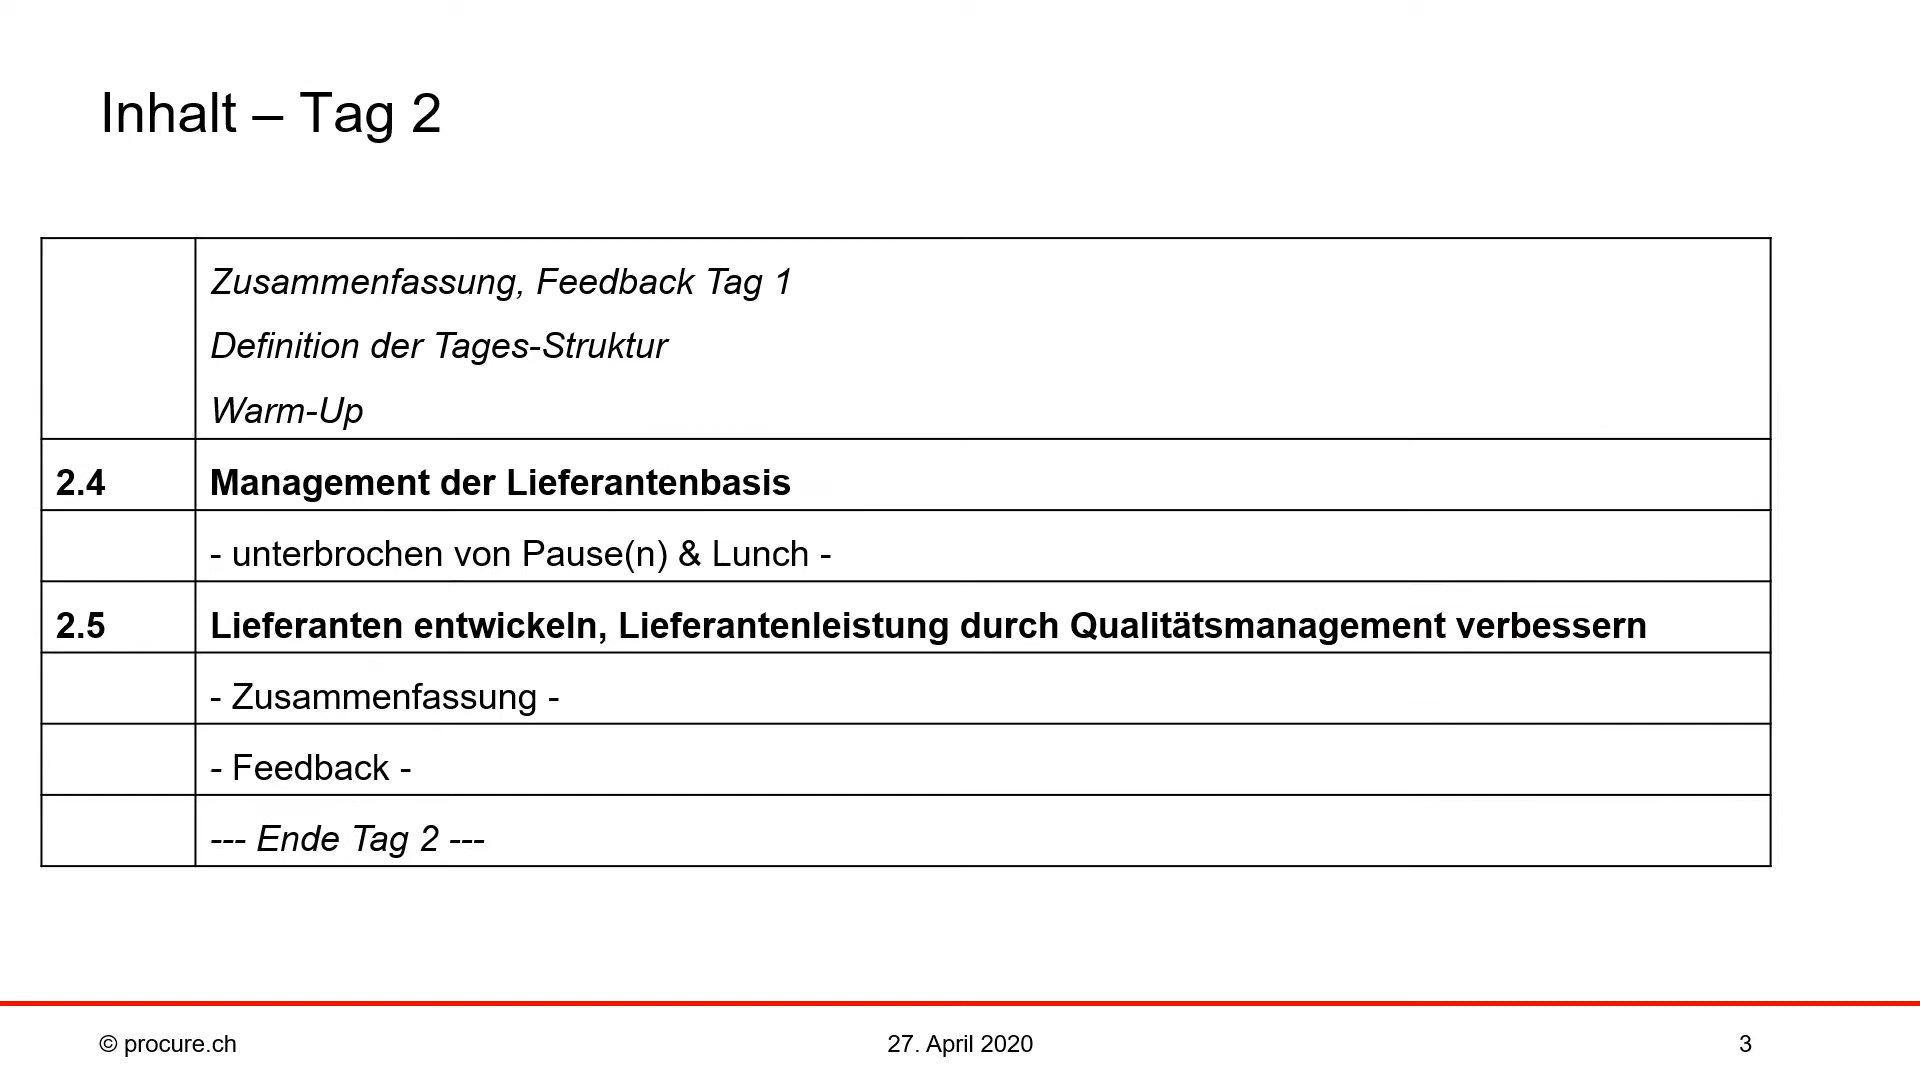 Inhalt – Tag 2
Zusammenfassung, Feedback Tag 1
Definition der Tages-Struktur
Warm-Up
2.4 Management der Lieferantenbasis
- unterbrochen von Pause(n) & Lunch -
2.5 Lieferanten entwickeln, Lieferantenleistung durch Qualitätsmanagement verbessern
- Zusammenfassung -
- Feedback -
--- Ende Tag 2 ---
© procure.ch 27. April 2020 3